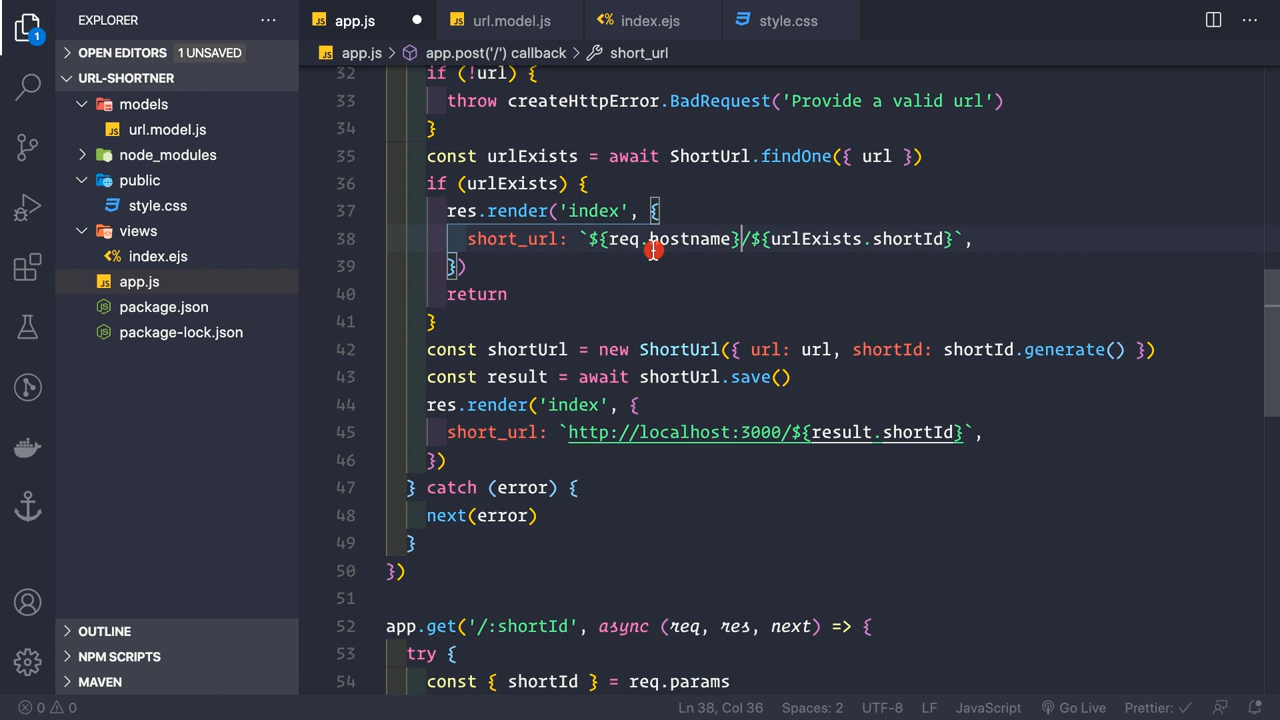 EXPLORER
···
app.js
url.model.js
index.ejs
style.css
···
1
OPEN EDITORS 1 UNSAVED
app.js > app.post('/') callback > short_url
URL-SHORTNER
models
url.model.js
node_modules
public
style.css
views
index.ejs
app.js
package.json
package-lock.json
OUTLINE
NPM SCRIPTS
MAVEN
32 if (!url) {
33 throw createHttpError.BadRequest('Provide a valid url')
34 }
35 const urlExists = await ShortUrl.findOne({ url })
36 if (urlExists) {
37 res.render('index', {
38 short_url: `${req.hostname}/${urlExists.shortId}`,
39 })
40 return
41 }
42 const shortUrl = new ShortUrl({ url: url, shortId: shortId.generate() })
43 const result = await shortUrl.save()
44 res.render('index', {
45 short_url: `http://localhost:3000/${result.shortId}`,
46 })
47 } catch (error) {
48 next(error)
49 }
50 })
51
52 app.get('/:shortId', async (req, res, next) => {
53 try {
54 const { shortId } = req.params
0 0
Ln 38, Col 36
Spaces: 2
UTF-8
LF
JavaScript
Go Live
Prettier: ✓